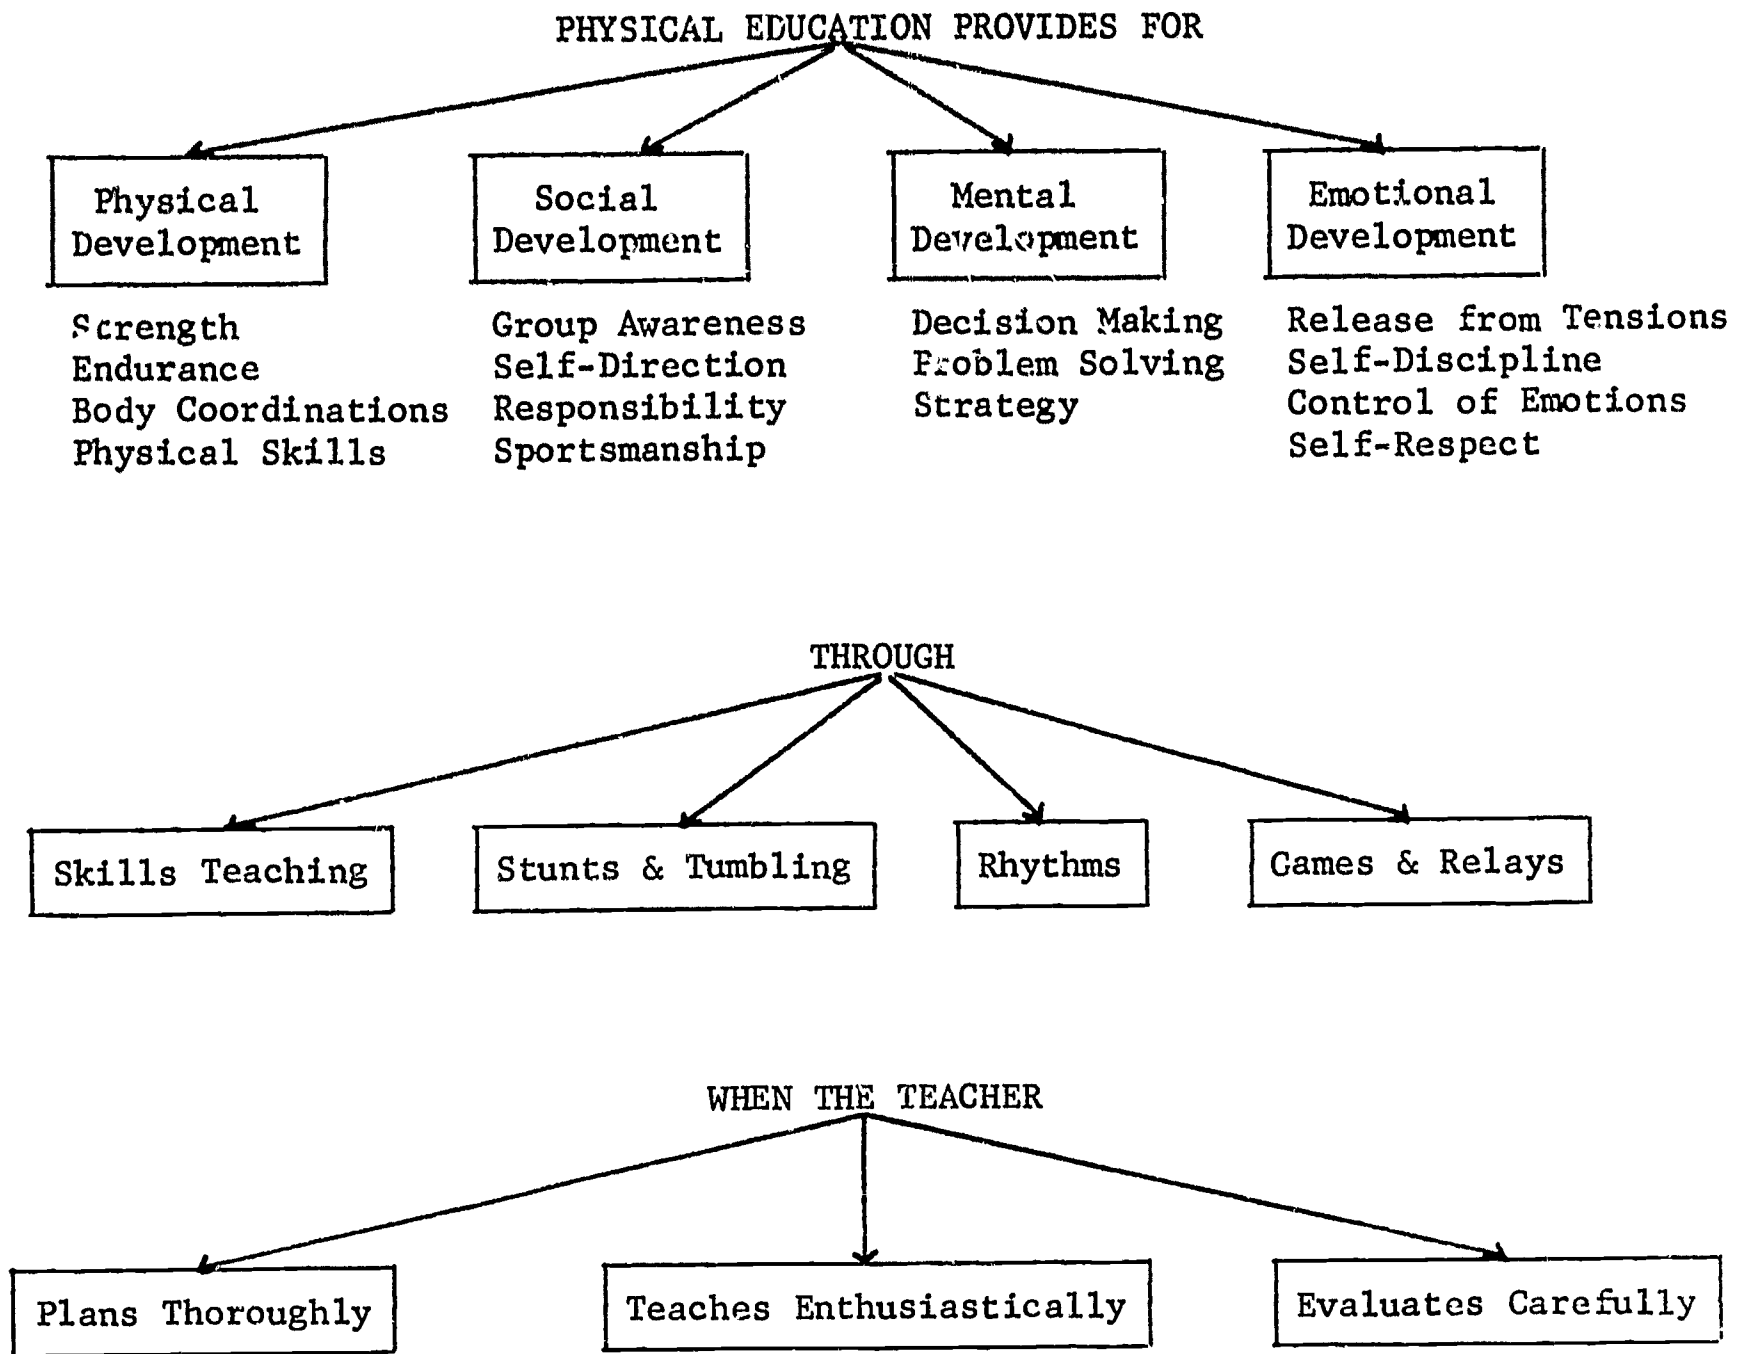 PHYSICAL EDUCATION PROVIDES FOR
Physical
Development
Strength
Endurance
Body Coordinations
Physical Skills
Social
Development
Group Awareness
Self-Direction
Responsibility
Sportsmanship
Mental
Development
Decision Making
Problem Solving
Strategy
Emotional
Development
Release from Tensions
Self-Discipline
Control of Emotions
Self-Respect
THROUGH
Skills Teaching
Stunts & Tumbling
Rhythms
Games & Relays
WHEN THE TEACHER
Plans Thoroughly
Teaches Enthusiastically
Evaluates Carefully